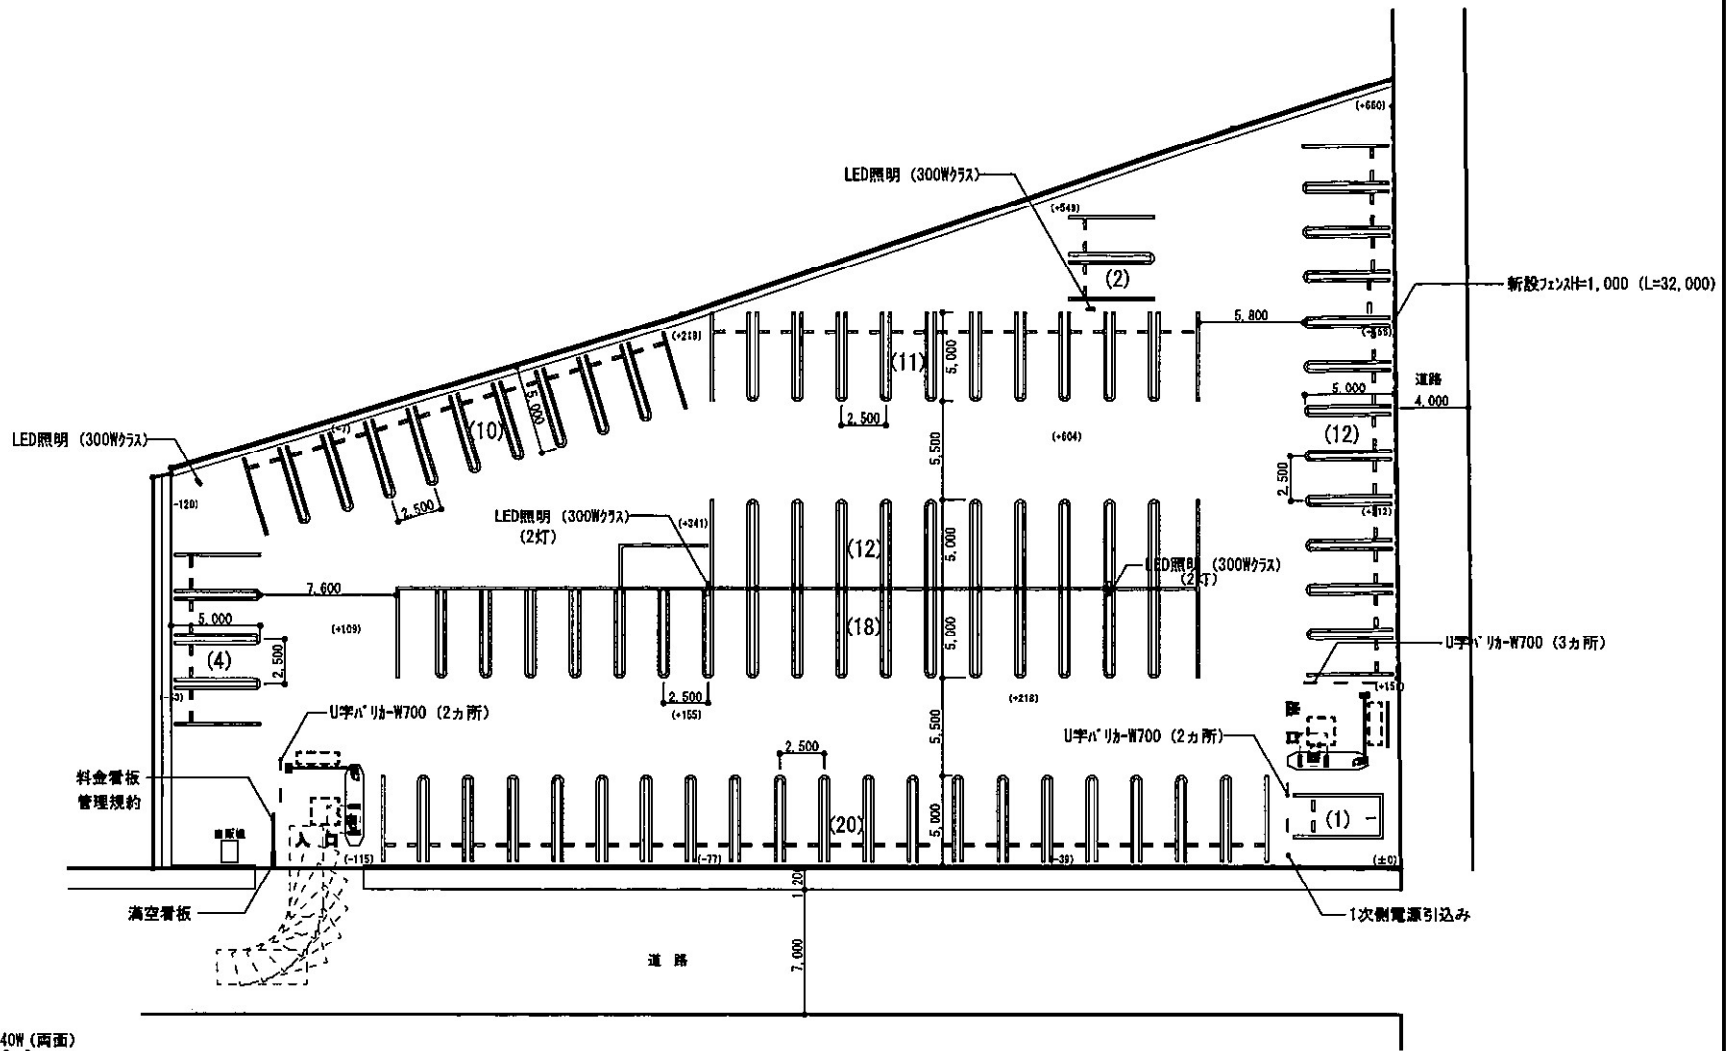 (+660)
LED照明 (300Wクラス)
(+549)
(2)
新設フェンスH=1,000 (L=32,000)
5,800
(11)
5,000
道路
5,000
4,000
(10)
5,000
2,500
(12)
LED照明 (300Wクラス)
(+604)
5,500
2,500
2,500
-120)
LED照明 (300Wクラス)
(2灯)
(+341)
(12)
5,000
LED照明 (300Wクラス)
7,600
5,000
(+109)
(18)
5,000
(4)
2,500
U字バリカーW700 (3カ所)
2,500
(+155)
(+218)
U字バリカーW700 (2カ所)
5,500
U字バリカーW700 (2カ所)
2,500
料金看板
管理規約
自販機
入口
(20)
5,000
(1)
(-115)
(-77)
(-39)
(±0)
満空看板
1,200
1次側電源引込み
道 路
7,000
40W (両面)